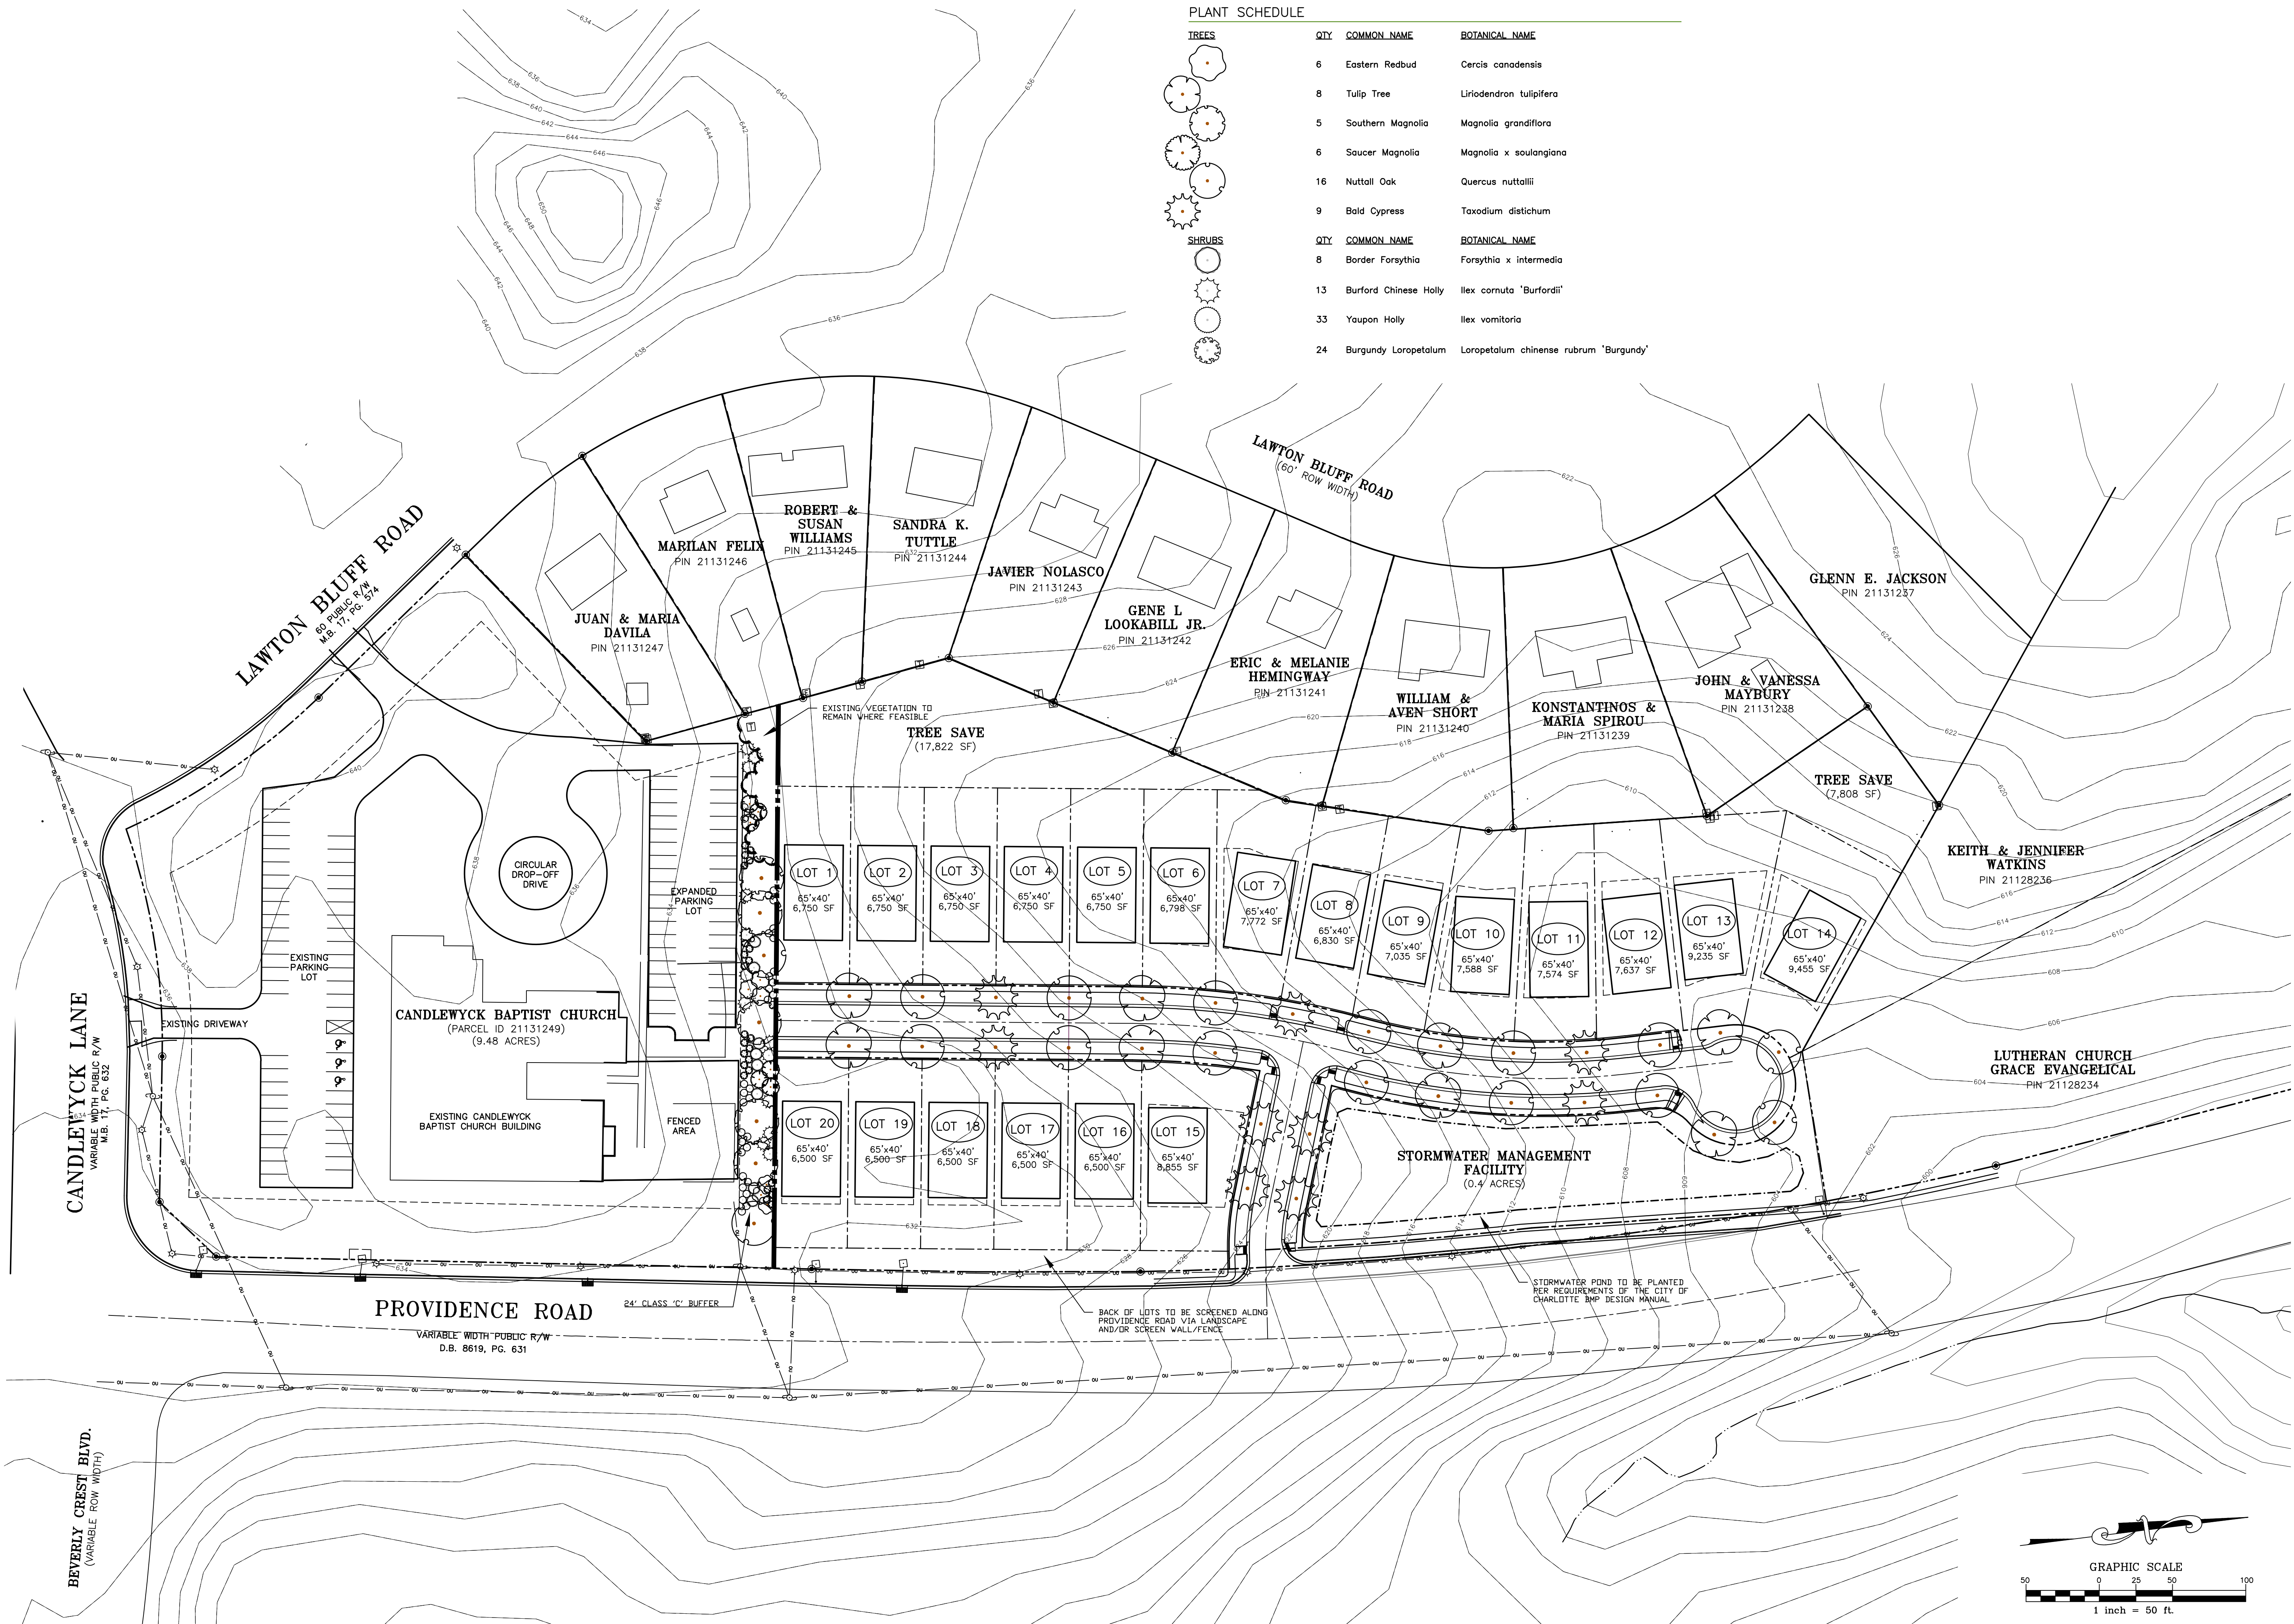 PLANT SCHEDULE
TREES QTY COMMON NAME BOTANICAL NAME
6 Eastern Redbud Cercis canadensis
8 Tulip Tree Liriodendron tulipifera
5 Southern Magnolia Magnolia grandiflora
6 Saucer Magnolia Magnolia x soulangiana
16 Nuttall Oak Quercus nuttallii
9 Bald Cypress Taxodium distichum
SHRUBS QTY COMMON NAME BOTANICAL NAME
8 Border Forsythia Forsythia x intermedia
13 Burford Chinese Holly Ilex cornuta 'Burfordii'
33 Yaupon Holly Ilex vomitoria
24 Burgundy Loropetalum Loropetalum chinense rubrum 'Burgundy'
LAWTON BLUFF ROAD
(60' ROW WIDTH)
LAWTON BLUFF ROAD
60 PUBLIC R/W
M.B. 17, PG. 574
JUAN & MARIA
DAVILA
PIN 21131247
MARILAN FELIX
PIN 21131246
ROBERT &
SUSAN
WILLIAMS
PIN 21131245
SANDRA K.
TUTTLE
PIN 21131244
JAVIER NOLASCO
PIN 21131243
GENE L
LOOKABILL JR.
PIN 21131242
ERIC & MELANIE
HEMINGWAY
PIN 21131241
WILLIAM &
AVEN SHORT
PIN 21131240
KONSTANTINOS &
MARIA SPIROU
PIN 21131239
JOHN & VANESSA
MAYBURY
PIN 21131238
GLENN E. JACKSON
PIN 21131237
EXISTING VEGETATION TO
REMAIN WHERE FEASIBLE
TREE SAVE
(17,822 SF)
TREE SAVE
(7,808 SF)
KEITH & JENNIFER
WATKINS
PIN 21128236
LUTHERAN CHURCH
GRACE EVANGELICAL
PIN 21128234
CIRCULAR
DROP-OFF
DRIVE
EXPANDED
PARKING
LOT
EXISTING
PARKING
LOT
EXISTING DRIVEWAY
CANDLEWYCK BAPTIST CHURCH
(PARCEL ID 21131249)
(9.48 ACRES)
EXISTING CANDLEWYCK
BAPTIST CHURCH BUILDING
FENCED
AREA
LOT 1
65'x40'
6,750 SF
LOT 2
65'x40'
6,750 SF
LOT 3
65'x40'
6,750 SF
LOT 4
65'x40'
6,750 SF
LOT 5
65'x40'
6,750 SF
LOT 6
65'x40'
6,798 SF
LOT 7
65'x40'
7,772 SF
LOT 8
65'x40'
6,830 SF
LOT 9
65'x40'
7,035 SF
LOT 10
65'x40'
7,588 SF
LOT 11
65'x40'
7,574 SF
LOT 12
65'x40'
7,637 SF
LOT 13
65'x40'
9,235 SF
LOT 14
65'x40'
9,455 SF
LOT 20
65'x40'
6,500 SF
LOT 19
65'x40'
6,500 SF
LOT 18
65'x40'
6,500 SF
LOT 17
65'x40'
6,500 SF
LOT 16
65'x40'
6,500 SF
LOT 15
65'x40'
8,855 SF
STORMWATER MANAGEMENT
FACILITY
(0.4 ACRES)
STORMWATER POND TO BE PLANTED
PER REQUIREMENTS OF THE CITY OF
CHARLOTTE BMP DESIGN MANUAL
BACK OF LOTS TO BE SCREENED ALONG
PROVIDENCE ROAD VIA LANDSCAPE
AND/OR SCREEN WALL/FENCE
24' CLASS 'C' BUFFER
PROVIDENCE ROAD
VARIABLE WIDTH PUBLIC R/W
D.B. 8619, PG. 631
CANDLEWYCK LANE
VARIABLE WIDTH PUBLIC R/W
M.B. 17, PG. 632
BEVERLY CREST BLVD.
(VARIABLE ROW WIDTH)
N
GRAPHIC SCALE
50 0 25 50 100
1 inch = 50 ft.